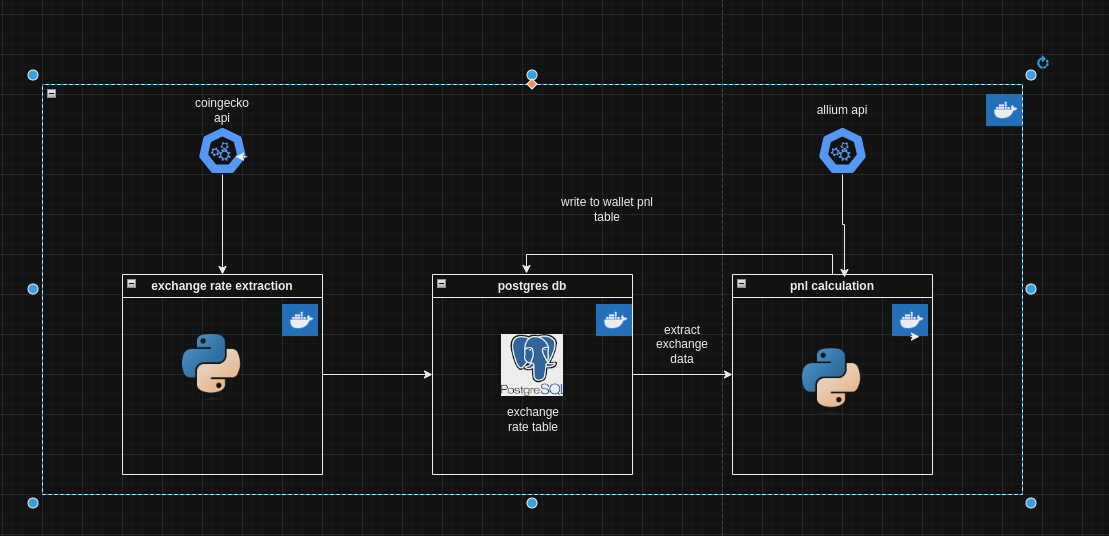 coingecko
api
allium api
write to wallet pnl
table
exchange rate extraction
postgres db
pnl calculation
extract
exchange
data
PostgreSQL
exchange
rate table